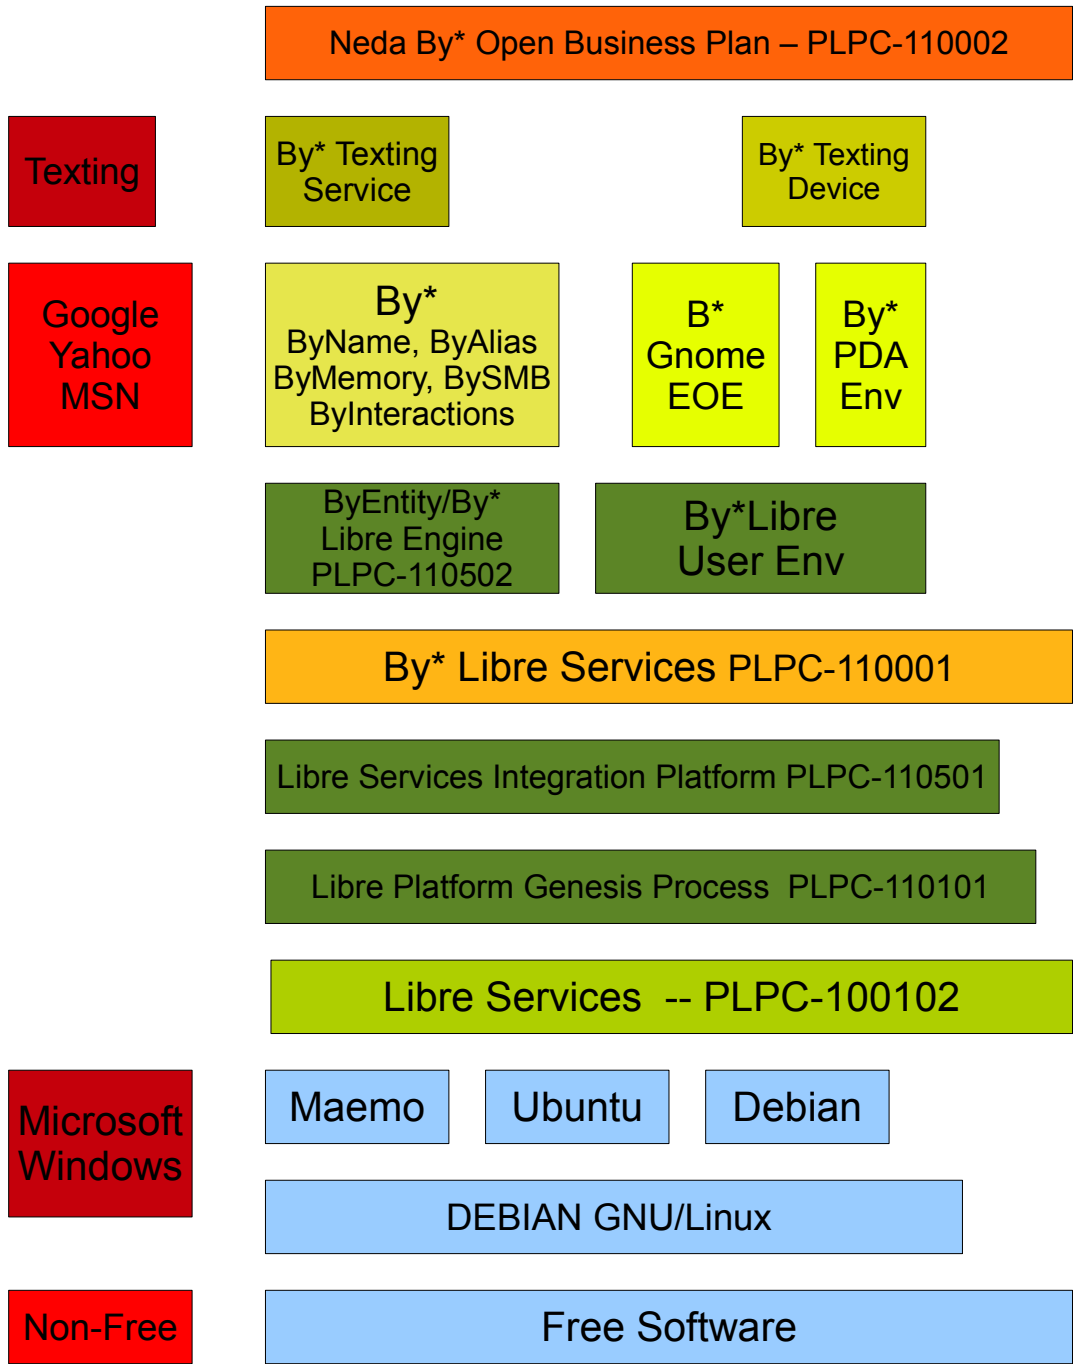 Neda By* Open Business Plan – PLPC-110002
Texting
By* Texting
Service
By* Texting
Device
Google
Yahoo
MSN
By*
ByName, ByAlias
ByMemory, BySMB
ByInteractions
B*
Gnome
EOE
By*
PDA
Env
ByEntity/By*
Libre Engine
PLPC-110502
By*Libre
User Env
By* Libre Services PLPC-110001
Libre Services Integration Platform PLPC-110501
Libre Platform Genesis Process  PLPC-110101
Libre Services  -- PLPC-100102
Microsoft
Windows
Maemo
Ubuntu
Debian
DEBIAN GNU/Linux
Non-Free
Free Software